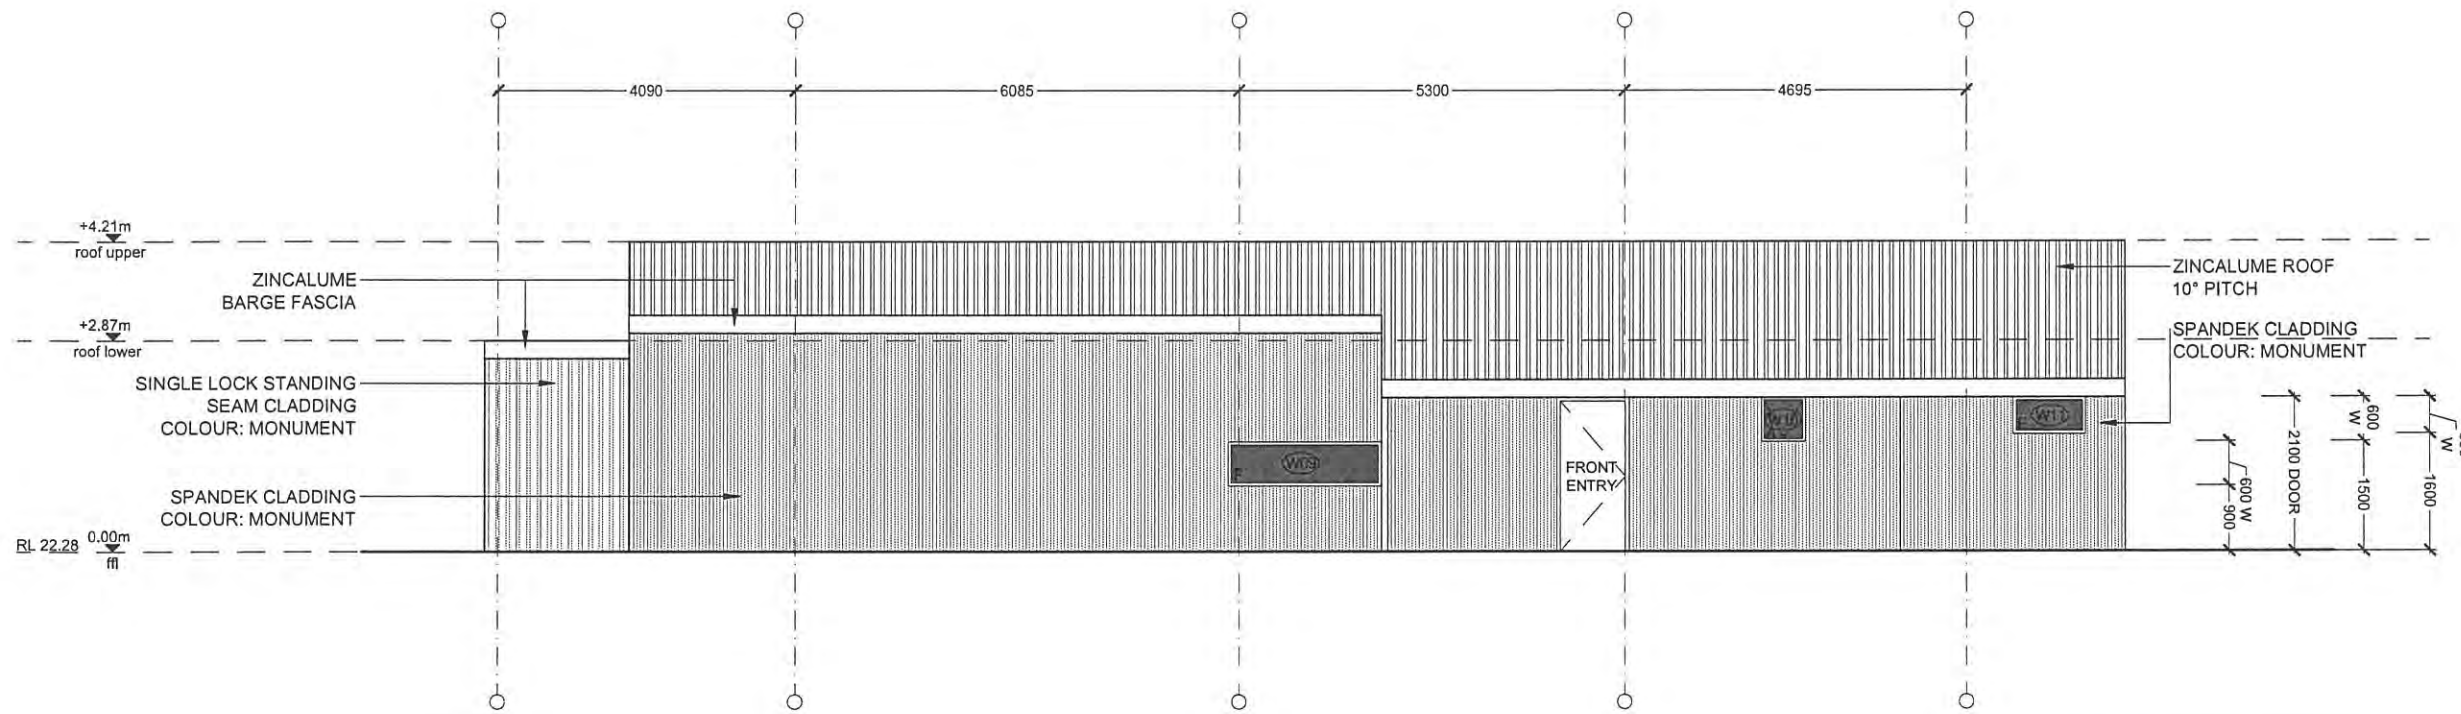 4090
6085
5300
4695
+4.21m
roof upper
ZINCALUME
BARGE FASCIA
+2.87m
roof lower
SINGLE LOCK STANDING
SEAM CLADDING
COLOUR: MONUMENT
SPANDEK CLADDING
COLOUR: MONUMENT
RL 22.28
0.00m
ffl
W09
F
FRONT
ENTRY
W11
F
ZINCALUME ROOF
10° PITCH
SPANDEK CLADDING
COLOUR: MONUMENT
600 W
900
2100 DOOR
600
W
1500
W
1600